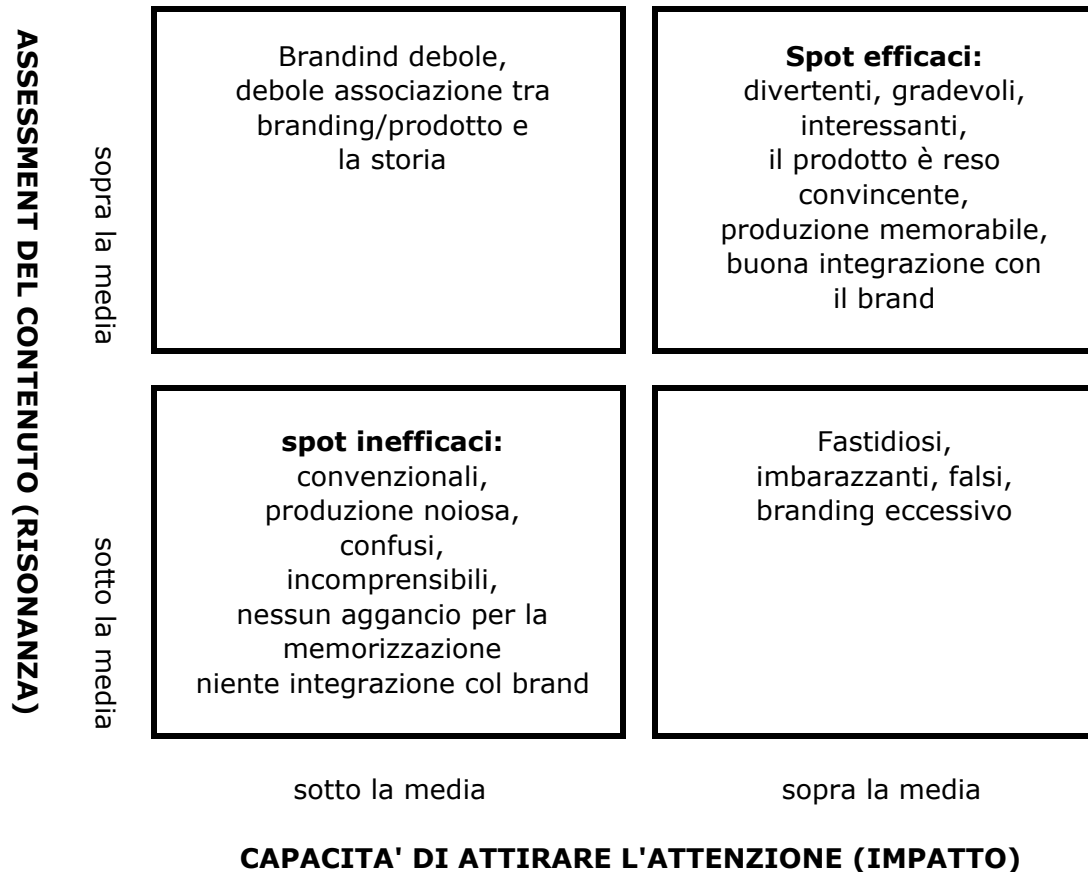 ASSESSMENT DEL CONTENUTO (RISONANZA)
sopra la media
Brandind debole,
debole associazione tra
branding/prodotto e
la storia
Spot efficaci:
divertenti, gradevoli,
interessanti,
il prodotto è reso
convincente,
produzione memorabile,
buona integrazione con
il brand
sotto la media
spot inefficaci:
convenzionali,
produzione noiosa,
confusi,
incomprensibili,
nessun aggancio per la
memorizzazione
niente integrazione col brand
Fastidiosi,
imbarazzanti, falsi,
branding eccessivo
sotto la media
sopra la media
CAPACITA' DI ATTIRARE L'ATTENZIONE (IMPATTO)